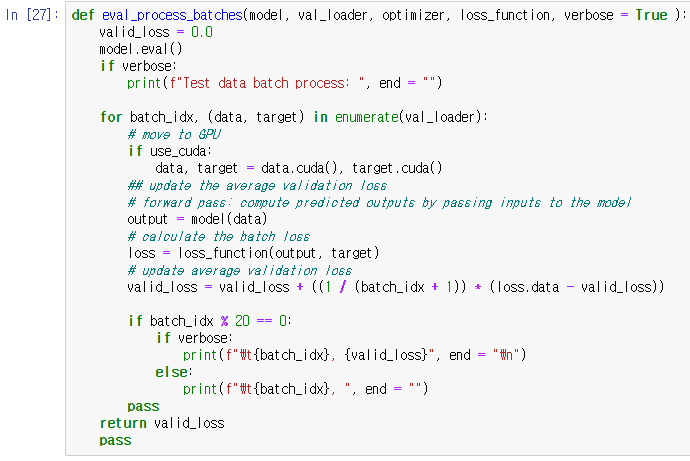 In [27]: def eval_process_batches(model, val_loader, optimizer, loss_function, verbose = True ):
    valid_loss = 0.0
    model.eval()
    if verbose:
        print(f"Test data batch process: ", end = "")

    for batch_idx, (data, target) in enumerate(val_loader):
        # move to GPU
        if use_cuda:
            data, target = data.cuda(), target.cuda()
        ## update the average validation loss
        # forward pass: compute predicted outputs by passing inputs to the model
        output = model(data)
        # calculate the batch loss
        loss = loss_function(output, target)
        # update average validation loss
        valid_loss = valid_loss + ((1 / (batch_idx + 1)) * (loss.data - valid_loss))

        if batch_idx % 20 == 0:
            if verbose:
                print(f"₩t{batch_idx}, {valid_loss}", end = "₩n")
            else:
                print(f"₩t{batch_idx}, ", end = "")
        pass
    return valid_loss
    pass